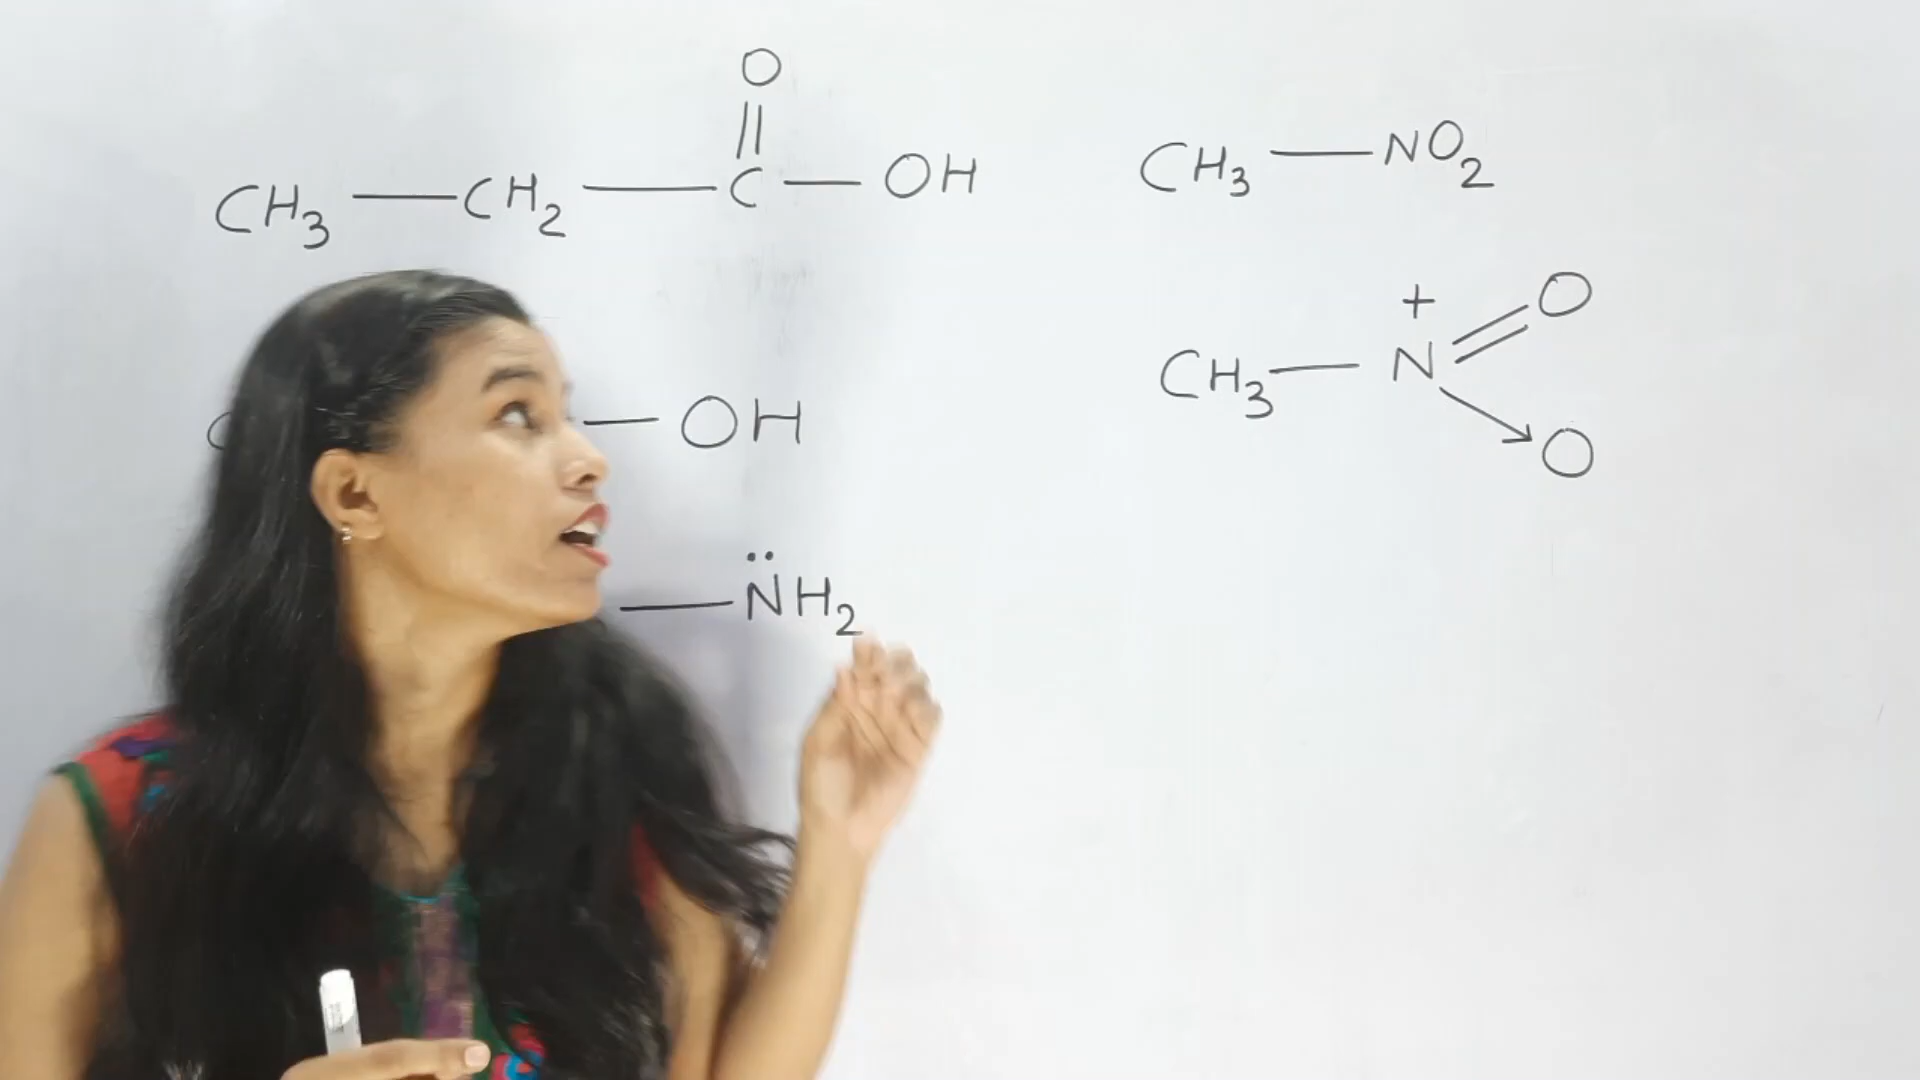 O
||
CH3 — CH2 — C — OH
— OH
— N̈H2
CH3 — NO2
+
CH3 — N = O
→ O